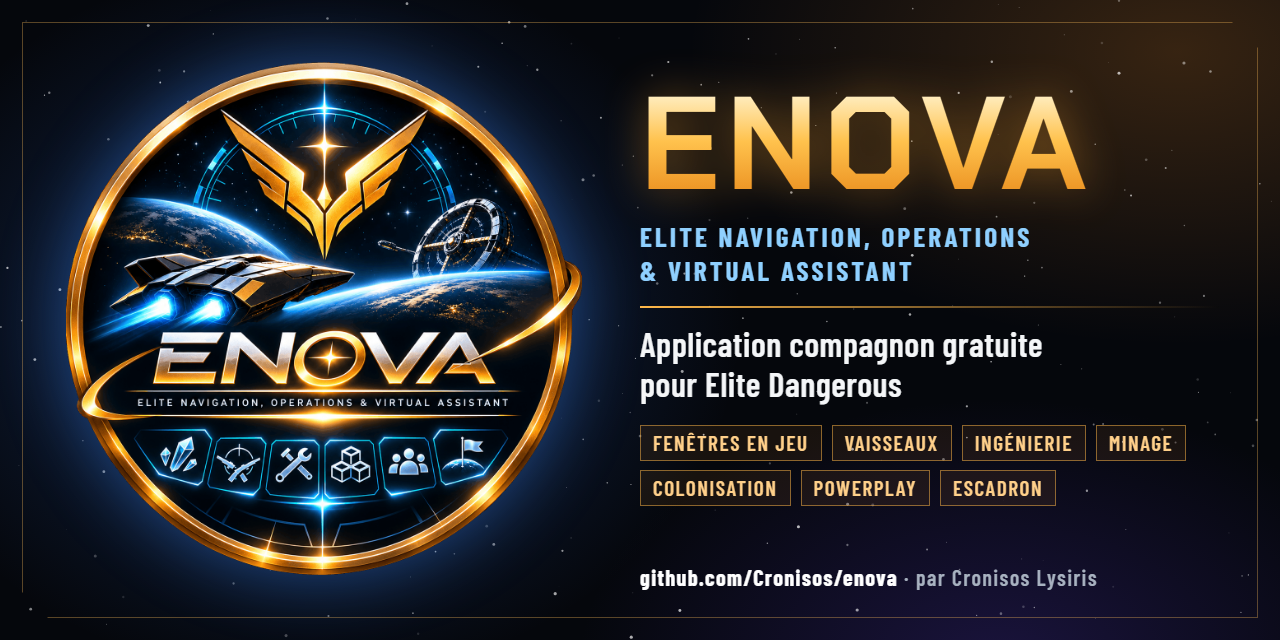 ENOVA
ELITE NAVIGATION, OPERATIONS & VIRTUAL ASSISTANT
ENOVA
ELITE NAVIGATION, OPERATIONS
& VIRTUAL ASSISTANT
Application compagnon gratuite
pour Elite Dangerous
FENÊTRES EN JEU VAISSEAUX INGÉNIERIE MINAGE
COLONISATION POWERPLAY ESCADRON
github.com/Cronisos/enova · par Cronisos Lysiris